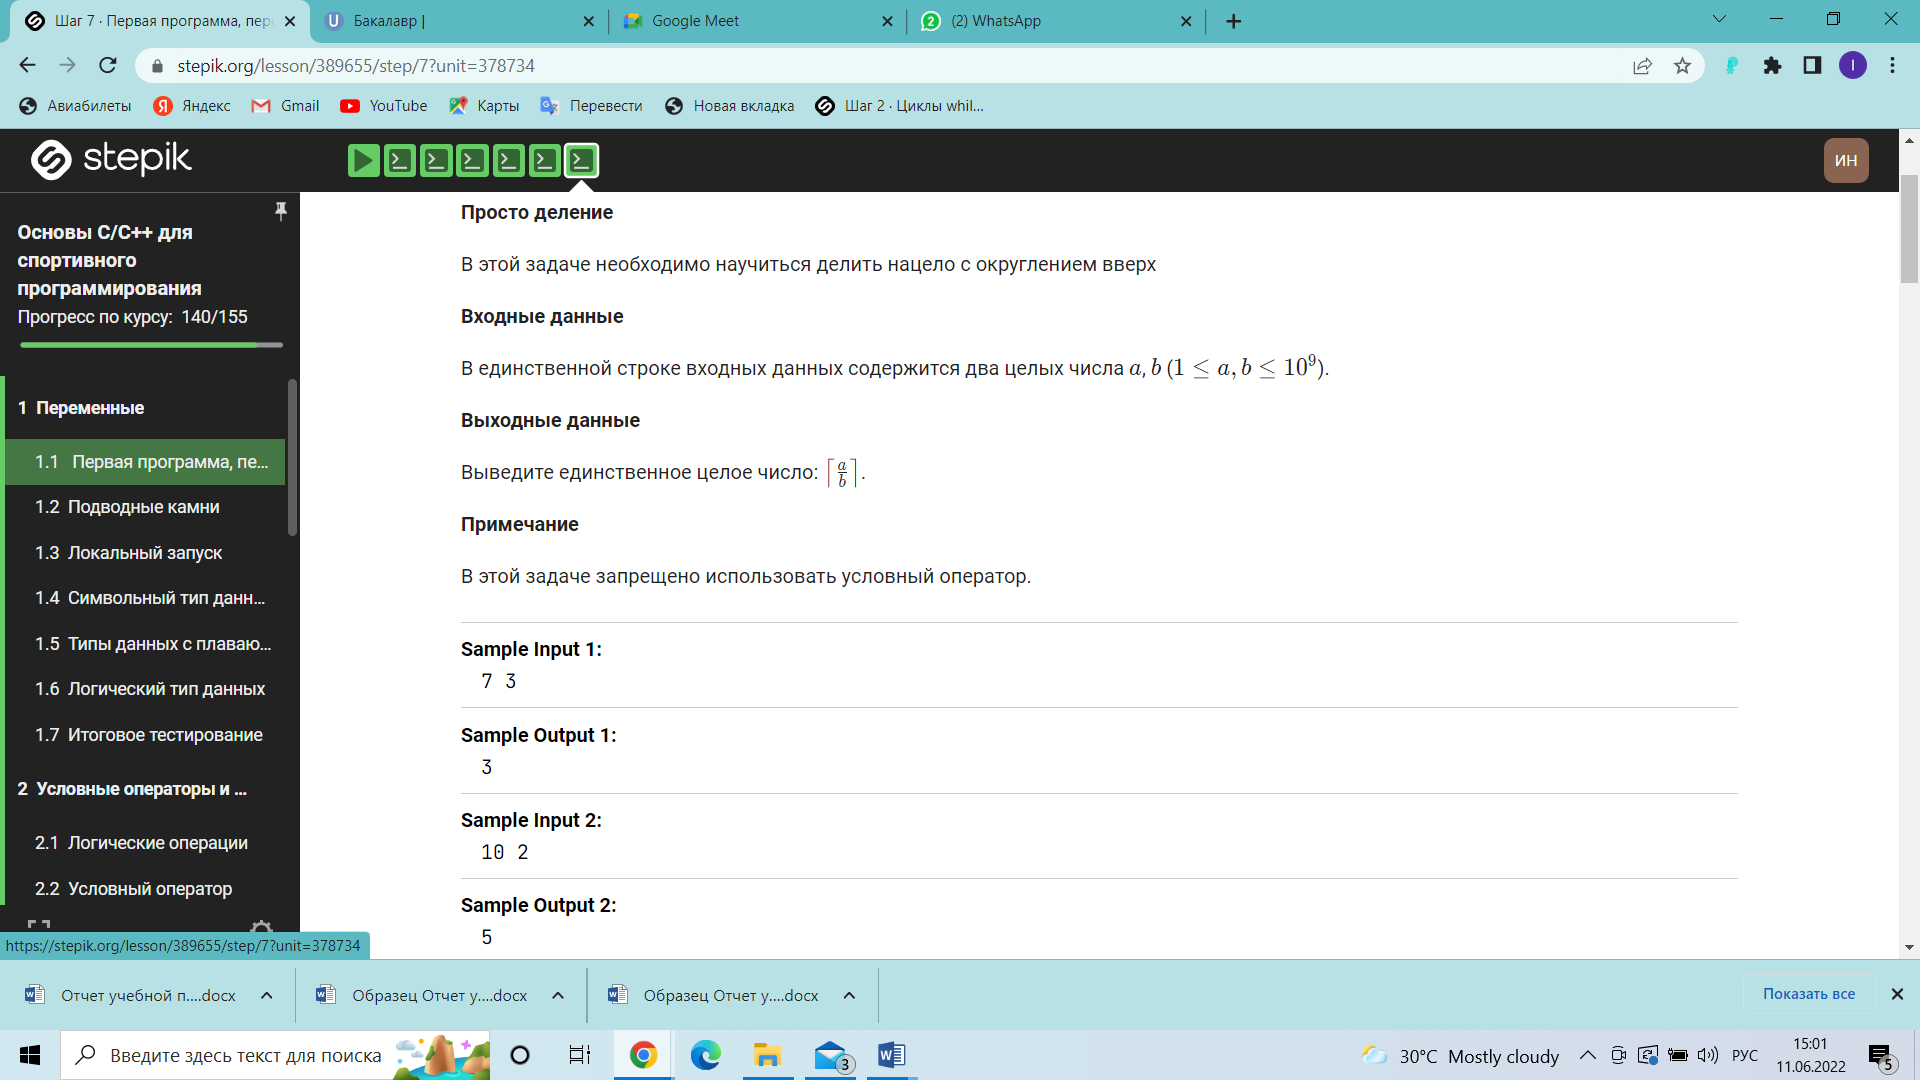 Шаг 7 · Первая программа, пер
Бакалавр |
Google Meet
(2) WhatsApp
stepik.org/lesson/389655/step/7?unit=378734
I
Авиабилеты
Яндекс
Gmail
YouTube
Карты
Перевести
Новая вкладка
Шаг 2 · Циклы whil...
stepik
ИН
Основы C/C++ для
спортивного
программирования
Прогресс по курсу: 140/155
1 Переменные
1.1 Первая программа, пе...
1.2 Подводные камни
1.3 Локальный запуск
1.4 Символьный тип данн...
1.5 Типы данных с плаваю...
1.6 Логический тип данных
1.7 Итоговое тестирование
2 Условные операторы и ...
2.1 Логические операции
2.2 Условный оператор
https://stepik.org/lesson/389655/step/7?unit=378734
Просто деление
В этой задаче необходимо научиться делить нацело с округлением вверх
Входные данные
В единственной строке входных данных содержится два целых числа a, b (1 ≤ a, b ≤ 10⁹).
Выходные данные
Выведите единственное целое число: ⌈a/b⌉.
Примечание
В этой задаче запрещено использовать условный оператор.
Sample Input 1:
7 3
Sample Output 1:
3
Sample Input 2:
10 2
Sample Output 2:
5
Отчет учебной п....docx
Образец Отчет у....docx
Образец Отчет у....docx
Показать все
Введите здесь текст для поиска
3
30°C Mostly cloudy
РУС
15:01
11.06.2022
5